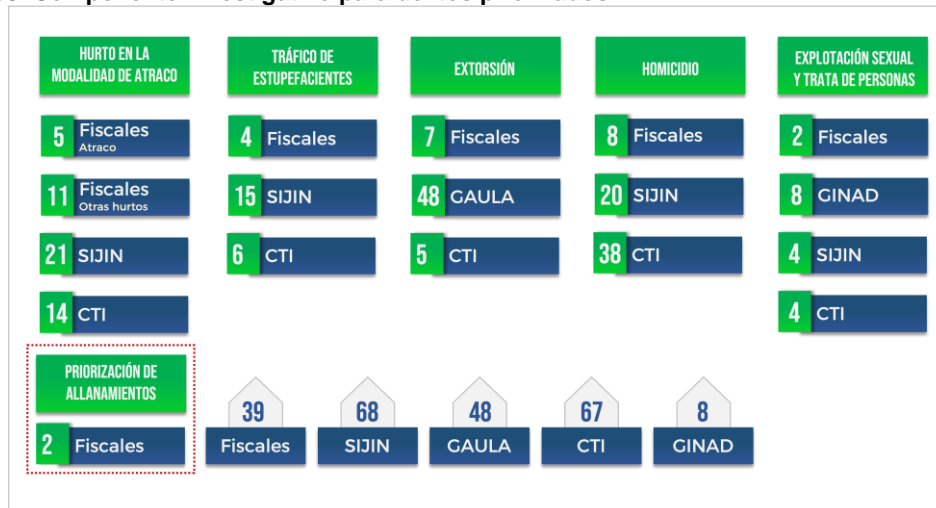 HURTO EN LA
MODALIDAD DE ATRACO
5 Fiscales
Atraco
11 Fiscales
Otras hurtos
21 SIJIN
14 CTI
TRÁFICO DE
ESTUPEFACIENTES
4 Fiscales
15 SIJIN
6 CTI
EXTORSIÓN
7 Fiscales
48 GAULA
5 CTI
HOMICIDIO
8 Fiscales
20 SIJIN
38 CTI
EXPLOTACIÓN SEXUAL
Y TRATA DE PERSONAS
2 Fiscales
8 GINAD
4 SIJIN
4 CTI
PRIORIZACIÓN DE
ALLANAMIENTOS
2 Fiscales
39
Fiscales
68
SIJIN
48
GAULA
67
CTI
8
GINAD